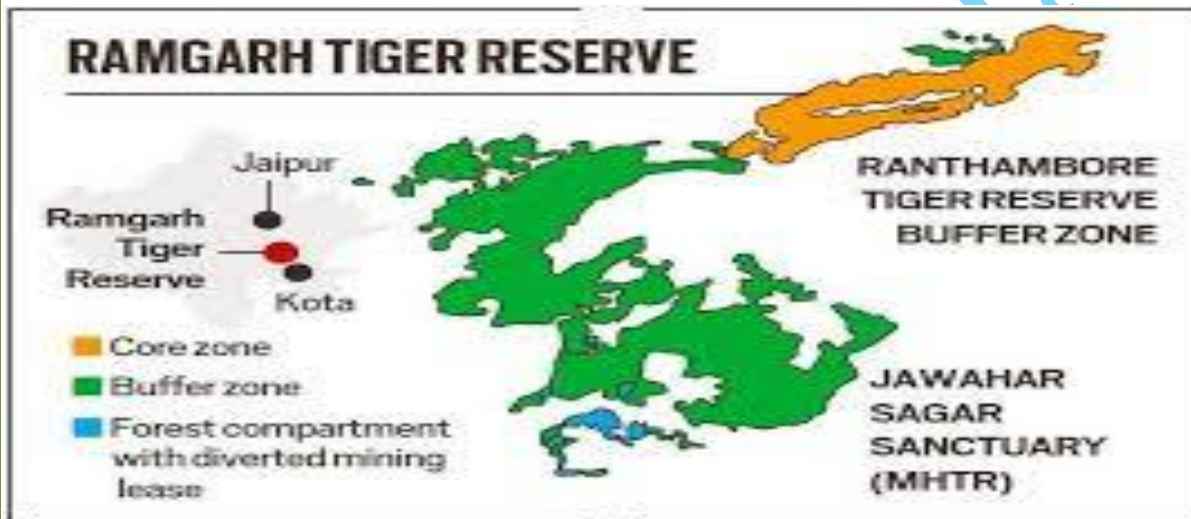 RAMGARH TIGER RESERVE
Jaipur
Ramgarh
Tiger
Reserve
Kota
Core zone
Buffer zone
Forest compartment
with diverted mining
lease
RANTHAMBORE
TIGER RESERVE
BUFFER ZONE
JAWAHAR
SAGAR
SANCTUARY
(MHTR)